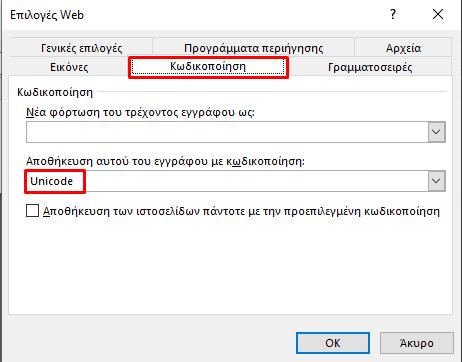 Επιλογές Web
?
Γενικές επιλογές Προγράμματα περιήγησης Αρχεία
Εικόνες Κωδικοποίηση Γραμματοσειρές
Κωδικοποίηση
Νέα φόρτωση του τρέχοντος εγγράφου ως:
Αποθήκευση αυτού του εγγράφου με κωδικοποίηση:
Unicode
Αποθήκευση των ιστοσελίδων πάντοτε με την προεπιλεγμένη κωδικοποίηση
OK Άκυρο